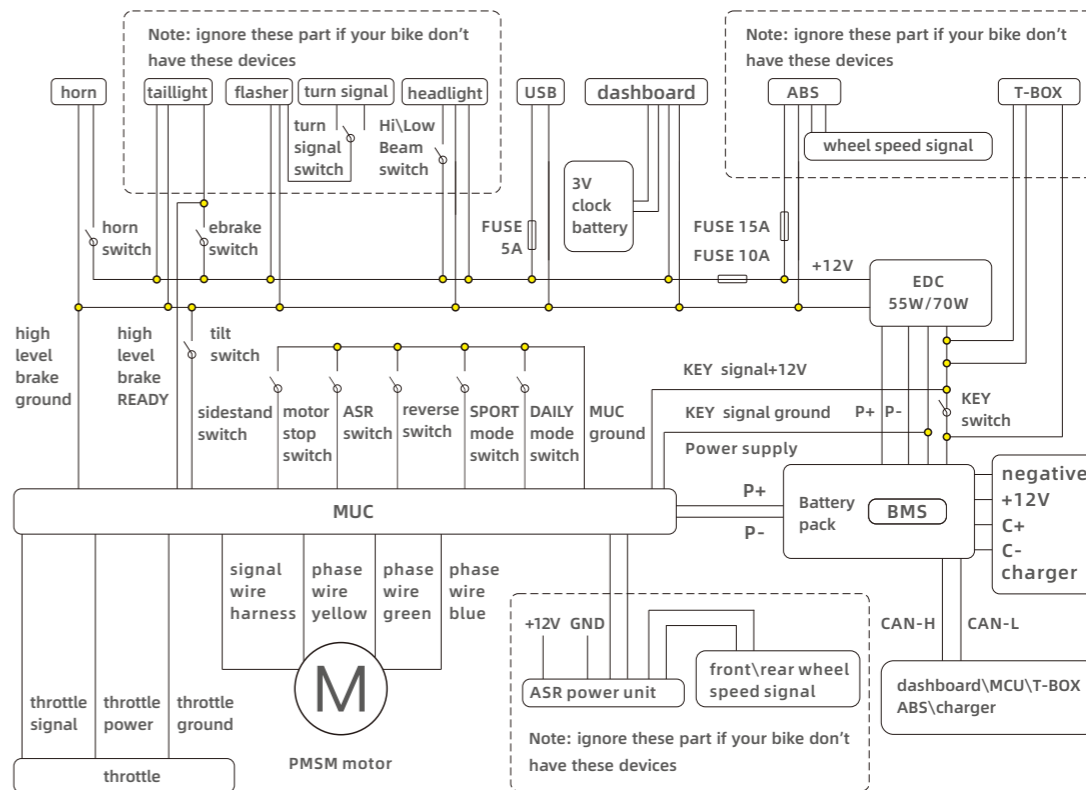 Note: ignore these part if your bike don't
have these devices
Note: ignore these part if your bike don't
have these devices
horn
taillight
flasher
turn signal
headlight
USB
dashboard
ABS
T-BOX
turn
signal
switch
Hi\Low
Beam
switch
wheel speed signal
3V
clock
battery
horn
switch
ebrake
switch
FUSE
5A
FUSE 15A
FUSE 10A
+12V
EDC
55W/70W
high
level
brake
ground
high
level
brake
READY
tilt
switch
sidestand
switch
motor
stop
switch
ASR
switch
reverse
switch
SPORT
mode
switch
DAILY
mode
switch
MUC
ground
KEY signal+12V
KEY signal ground
Power supply
P+
P-
KEY
switch
MUC
P+
P-
Battery
pack
BMS
negative
+12V
C+
C-
charger
signal
wire
harness
phase
wire
yellow
phase
wire
green
phase
wire
blue
CAN-H
CAN-L
+12V
GND
ASR power unit
front\rear wheel
speed signal
dashboard\MCU\T-BOX
ABS\charger
M
PMSM motor
throttle
signal
throttle
power
throttle
ground
throttle
Note: ignore these part if your bike don't
have these devices